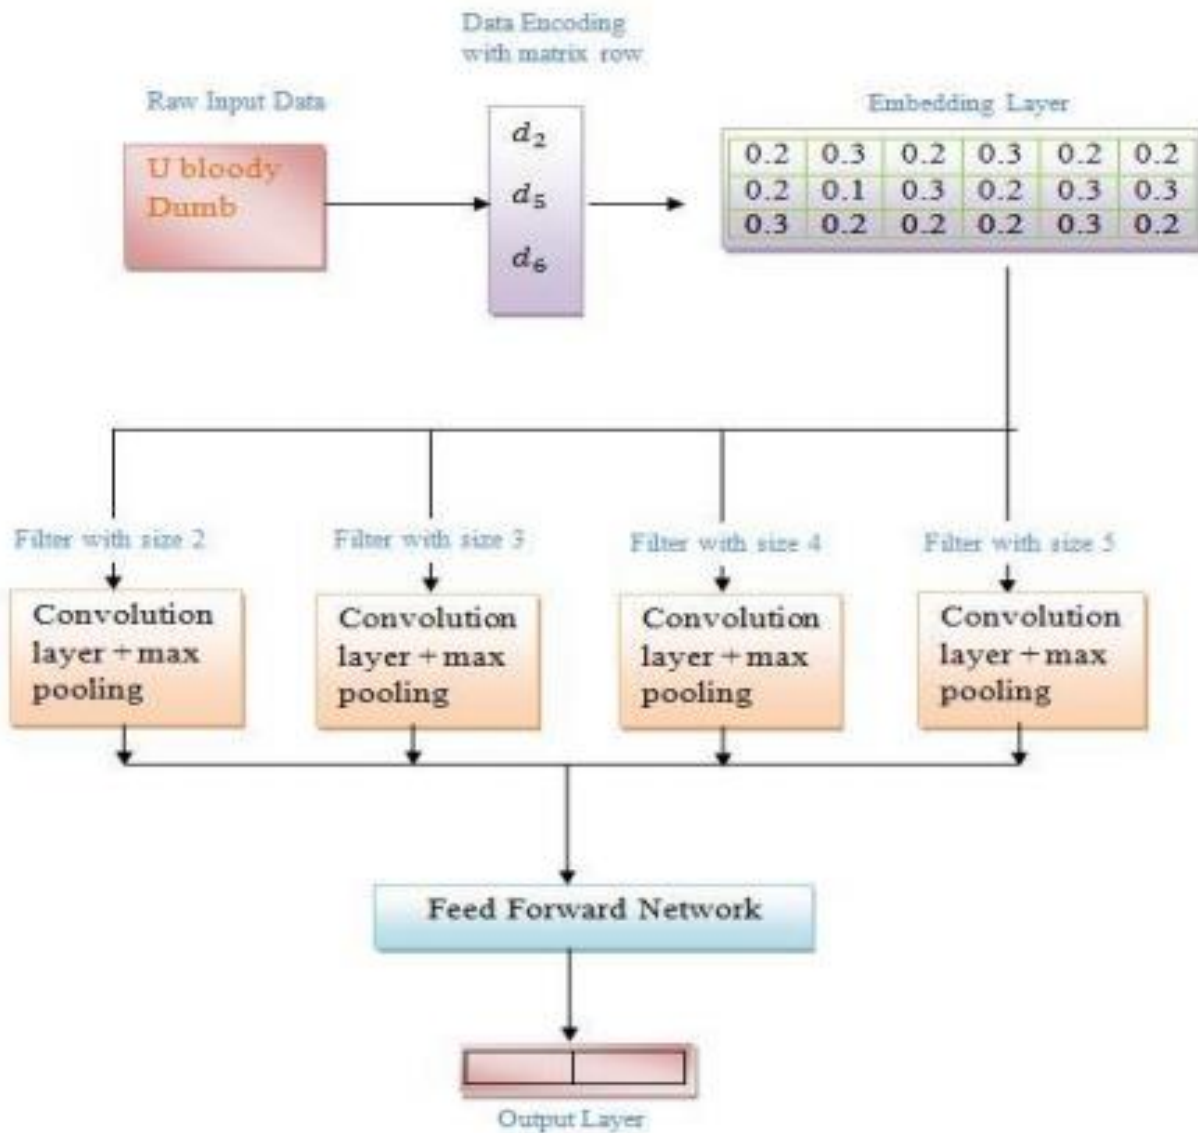 Data Encoding
with matrix row
Raw Input Data
Embedding Layer
U bloody
Dumb
d₂
d₅
d₆
0.2 0.3 0.2 0.3 0.2 0.2
0.2 0.1 0.3 0.2 0.3 0.3
0.3 0.2 0.2 0.2 0.3 0.2
Filter with size 2
Filter with size 3
Filter with size 4
Filter with size 5
Convolution
layer + max
pooling
Convolution
layer + max
pooling
Convolution
layer + max
pooling
Convolution
layer + max
pooling
Feed Forward Network
Output Layer